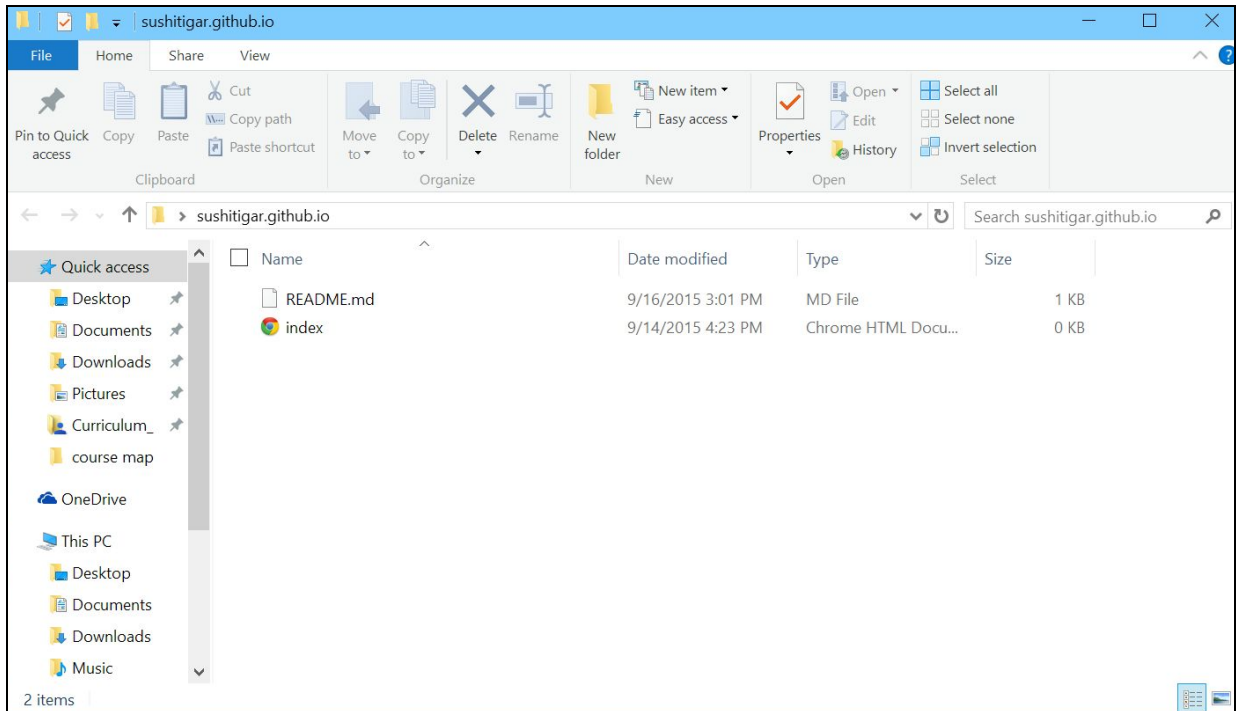 sushitigar.github.io
File Home Share View
Pin to Quick access
Copy
Paste
Cut
Copy path
Paste shortcut
Clipboard
Move to
Copy to
Delete
Rename
Organize
New folder
New item
Easy access
New
Properties
Open
Edit
History
Open
Select all
Select none
Invert selection
Select
sushitigar.github.io
Search sushitigar.github.io
Quick access
Desktop
Documents
Downloads
Pictures
Curriculum_
course map
OneDrive
This PC
Desktop
Documents
Downloads
Music
Name Date modified Type Size
README.md 9/16/2015 3:01 PM MD File 1 KB
index 9/14/2015 4:23 PM Chrome HTML Docu... 0 KB
2 items